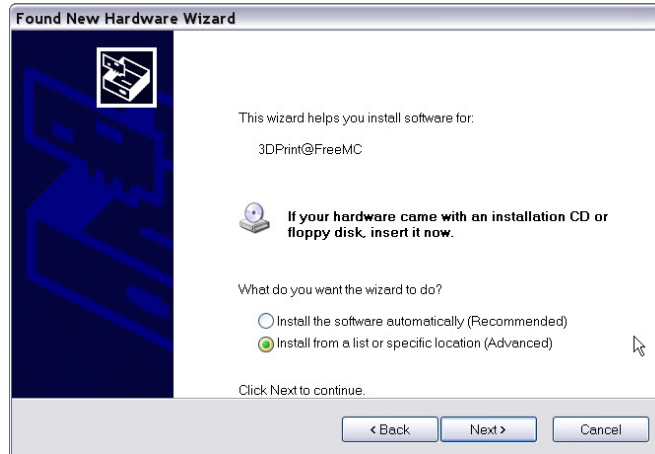 Found New Hardware Wizard
This wizard helps you install software for:
3DPrint@FreeMC
If your hardware came with an installation CD or
floppy disk, insert it now.
What do you want the wizard to do?
Install the software automatically (Recommended)
Install from a list or specific location (Advanced)
Click Next to continue.
< Back Next > Cancel